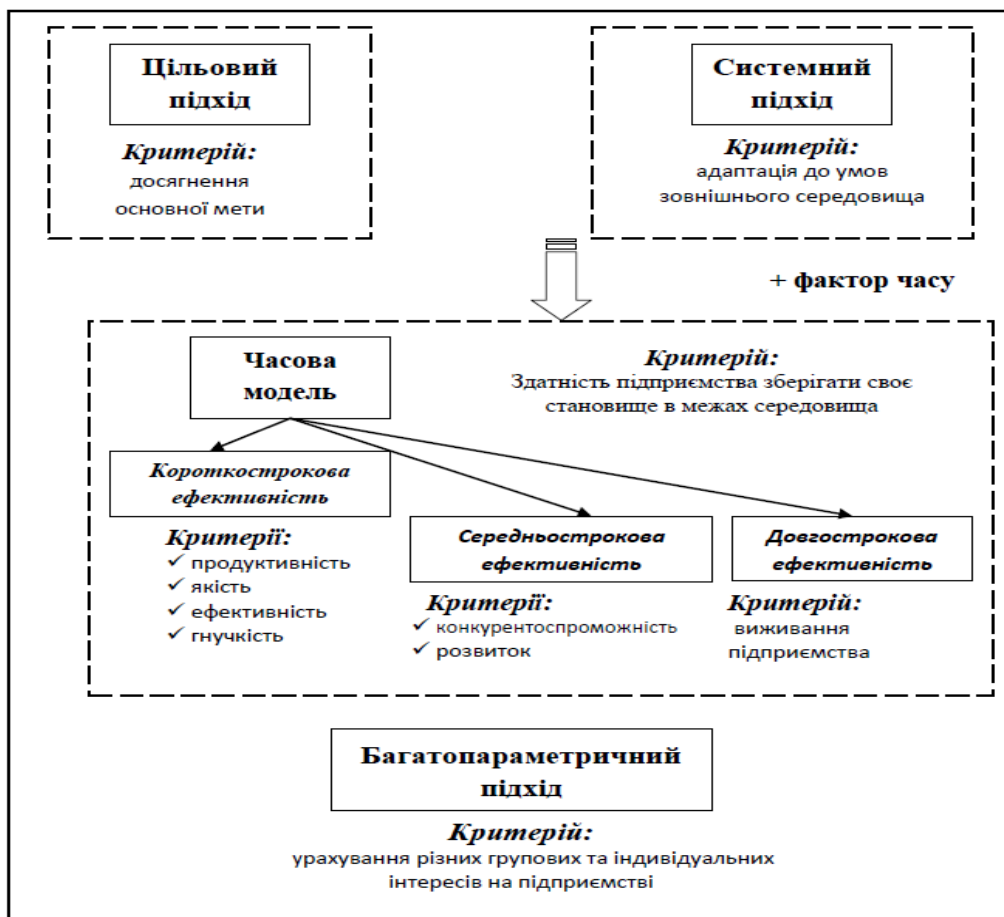 Цільовий
підхід
Критерій:
досягнення
основної мети
Системний
підхід
Критерій:
адаптація до умов
зовнішнього середовища
+ фактор часу
Часова
модель
Критерій:
Здатність підприємства зберігати своє
становище в межах середовища
Короткострокова
ефективність
Критерії:
✓ продуктивність
✓ якість
✓ ефективність
✓ гнучкість
Середньострокова
ефективність
Критерії:
✓ конкурентоспроможність
✓ розвиток
Довгострокова
ефективність
Критерій:
виживання
підприємства
Багатопараметричний
підхід
Критерій:
урахування різних групових та індивідуальних
інтересів на підприємстві